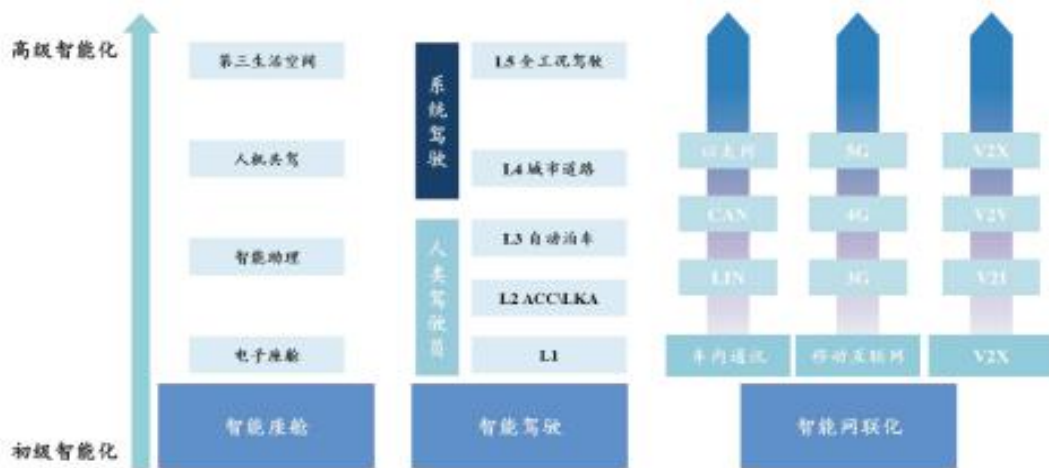 高级智能化
第三生活空间
人机共驾
智能助理
电子座舱
智能座舱
系统驾驶
人类驾驶员
L5 全工况驾驶
L4 城市道路
L3 自动泊车
L2 ACC\LKA
L1
智能驾驶
以太网
CAN
LIN
车内通讯
5G
4G
3G
移动互联网
V2X
V2V
V2I
V2X
智能网联化
初级智能化